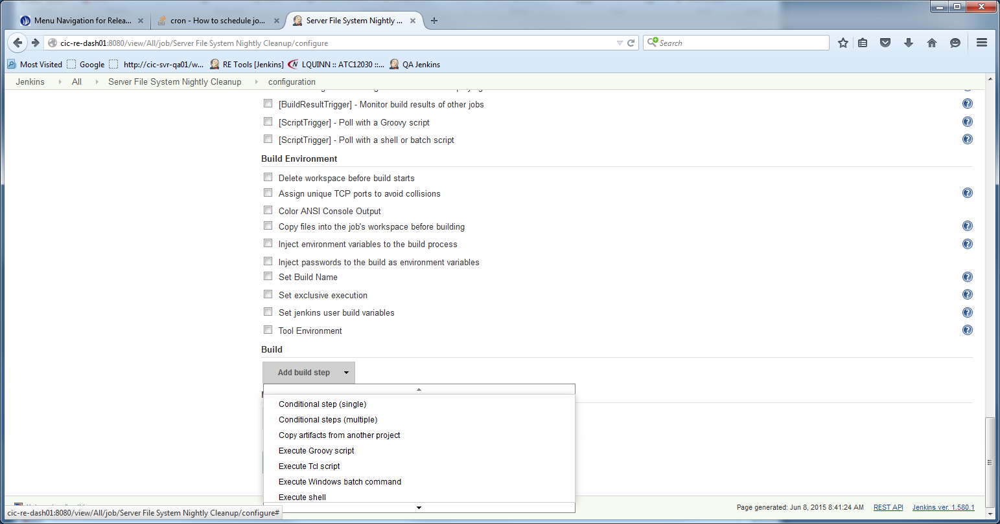 Menu Navigation for Relea...
cron - How to schedule jo...
Server File System Nightly ...
cic-re-dash01:8080/view/All/job/Server File System Nightly Cleanup/configure
Search
Most Visited
Google
http://cic-svr-qa01/w...
RE Tools [Jenkins]
LQUINN :: ATC12030 ::...
QA Jenkins
Jenkins
All
Server File System Nightly Cleanup
configuration
[BuildResultTrigger] - Monitor build results of other jobs
[ScriptTrigger] - Poll with a Groovy script
[ScriptTrigger] - Poll with a shell or batch script
Build Environment
Delete workspace before build starts
Assign unique TCP ports to avoid collisions
Color ANSI Console Output
Copy files into the job's workspace before building
Inject environment variables to the build process
Inject passwords to the build as environment variables
Set Build Name
Set exclusive execution
Set jenkins user build variables
Tool Environment
Build
Add build step
Conditional step (single)
Conditional steps (multiple)
Copy artifacts from another project
Execute Groovy script
Execute Tcl script
Execute Windows batch command
Execute shell
cic-re-dash01:8080/view/All/job/Server File System Nightly Cleanup/configure#
Page generated: Jun 8, 2015 8:41:24 AM
REST API
Jenkins ver. 1.580.1